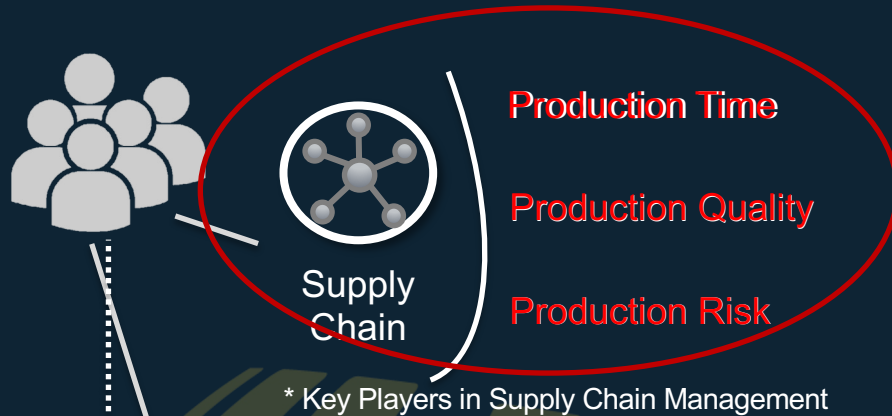 Production Time
Production Quality
Supply
Chain
Production Risk
* Key Players in Supply Chain Management